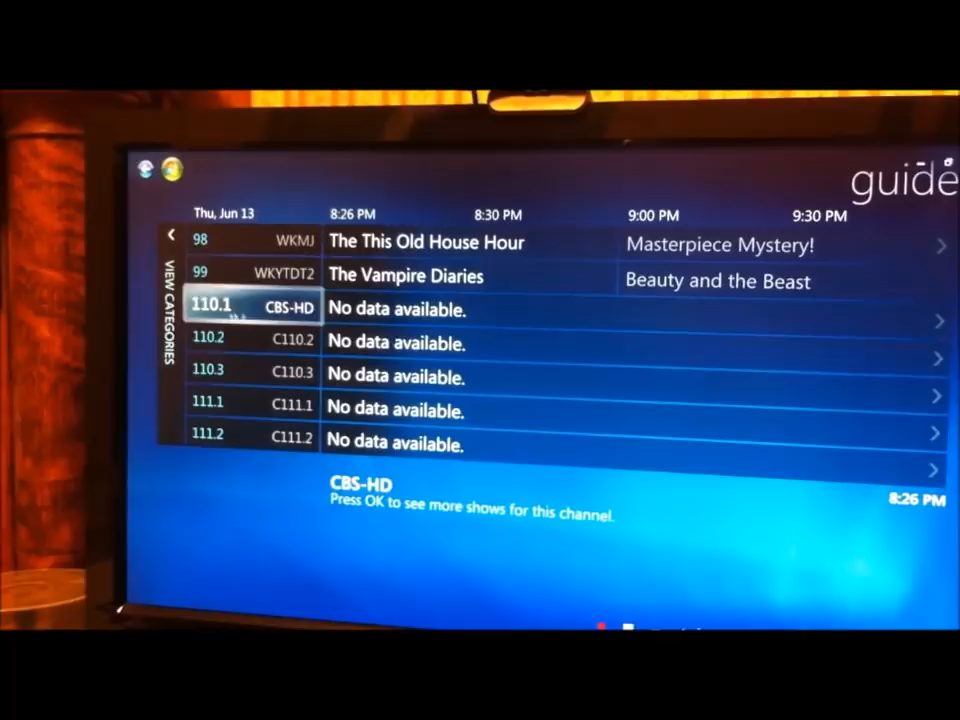 guide
Thu, Jun 13 8:26 PM 8:30 PM 9:00 PM 9:30 PM
VIEW CATEGORIES
98 WKMJ The This Old House Hour Masterpiece Mystery!
99 WKYTDT2 The Vampire Diaries Beauty and the Beast
110.1 CBS-HD No data available.
110.2 C110.2 No data available.
110.3 C110.3 No data available.
111.1 C111.1 No data available.
111.2 C111.2 No data available.
CBS-HD 8:26 PM
Press OK to see more shows for this channel.